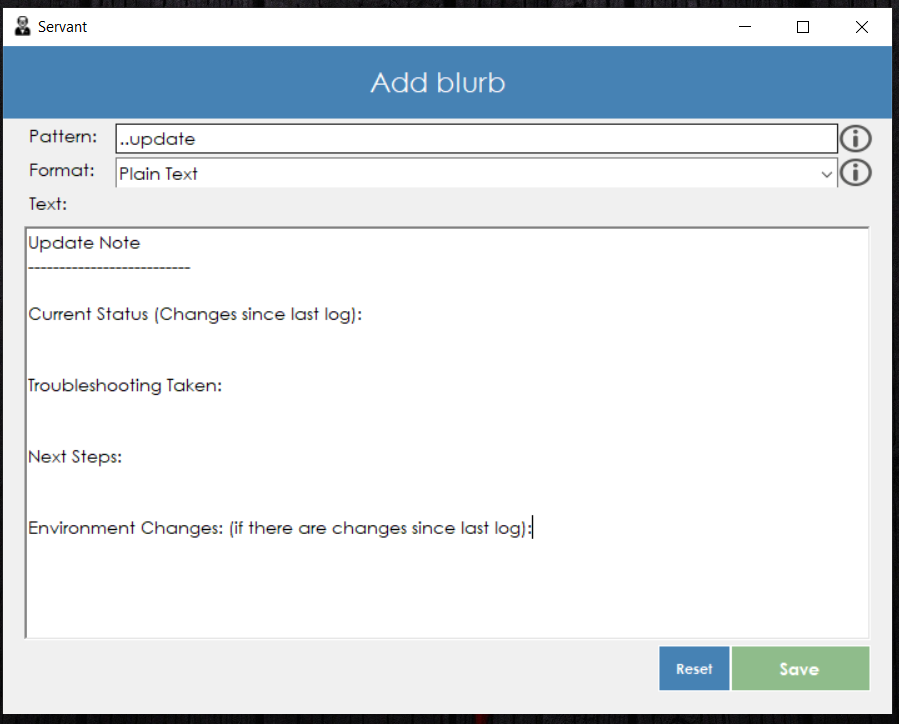 Servant
Add blurb
Pattern: ..update
Format: Plain Text
Text:
Update Note
--------------------------
Current Status (Changes since last log):
Troubleshooting Taken:
Next Steps:
Environment Changes: (if there are changes since last log):
Reset Save